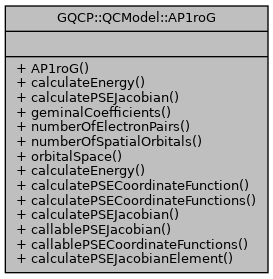 GQCP::QCModel::AP1roG
+ AP1roG()
+ calculateEnergy()
+ calculatePSEJacobian()
+ geminalCoefficients()
+ numberOfElectronPairs()
+ numberOfSpatialOrbitals()
+ orbitalSpace()
+ calculateEnergy()
+ calculatePSECoordinateFunction()
+ calculatePSECoordinateFunctions()
+ calculatePSEJacobian()
+ callablePSEJacobian()
+ callablePSECoordinateFunctions()
+ calculatePSEJacobianElement()